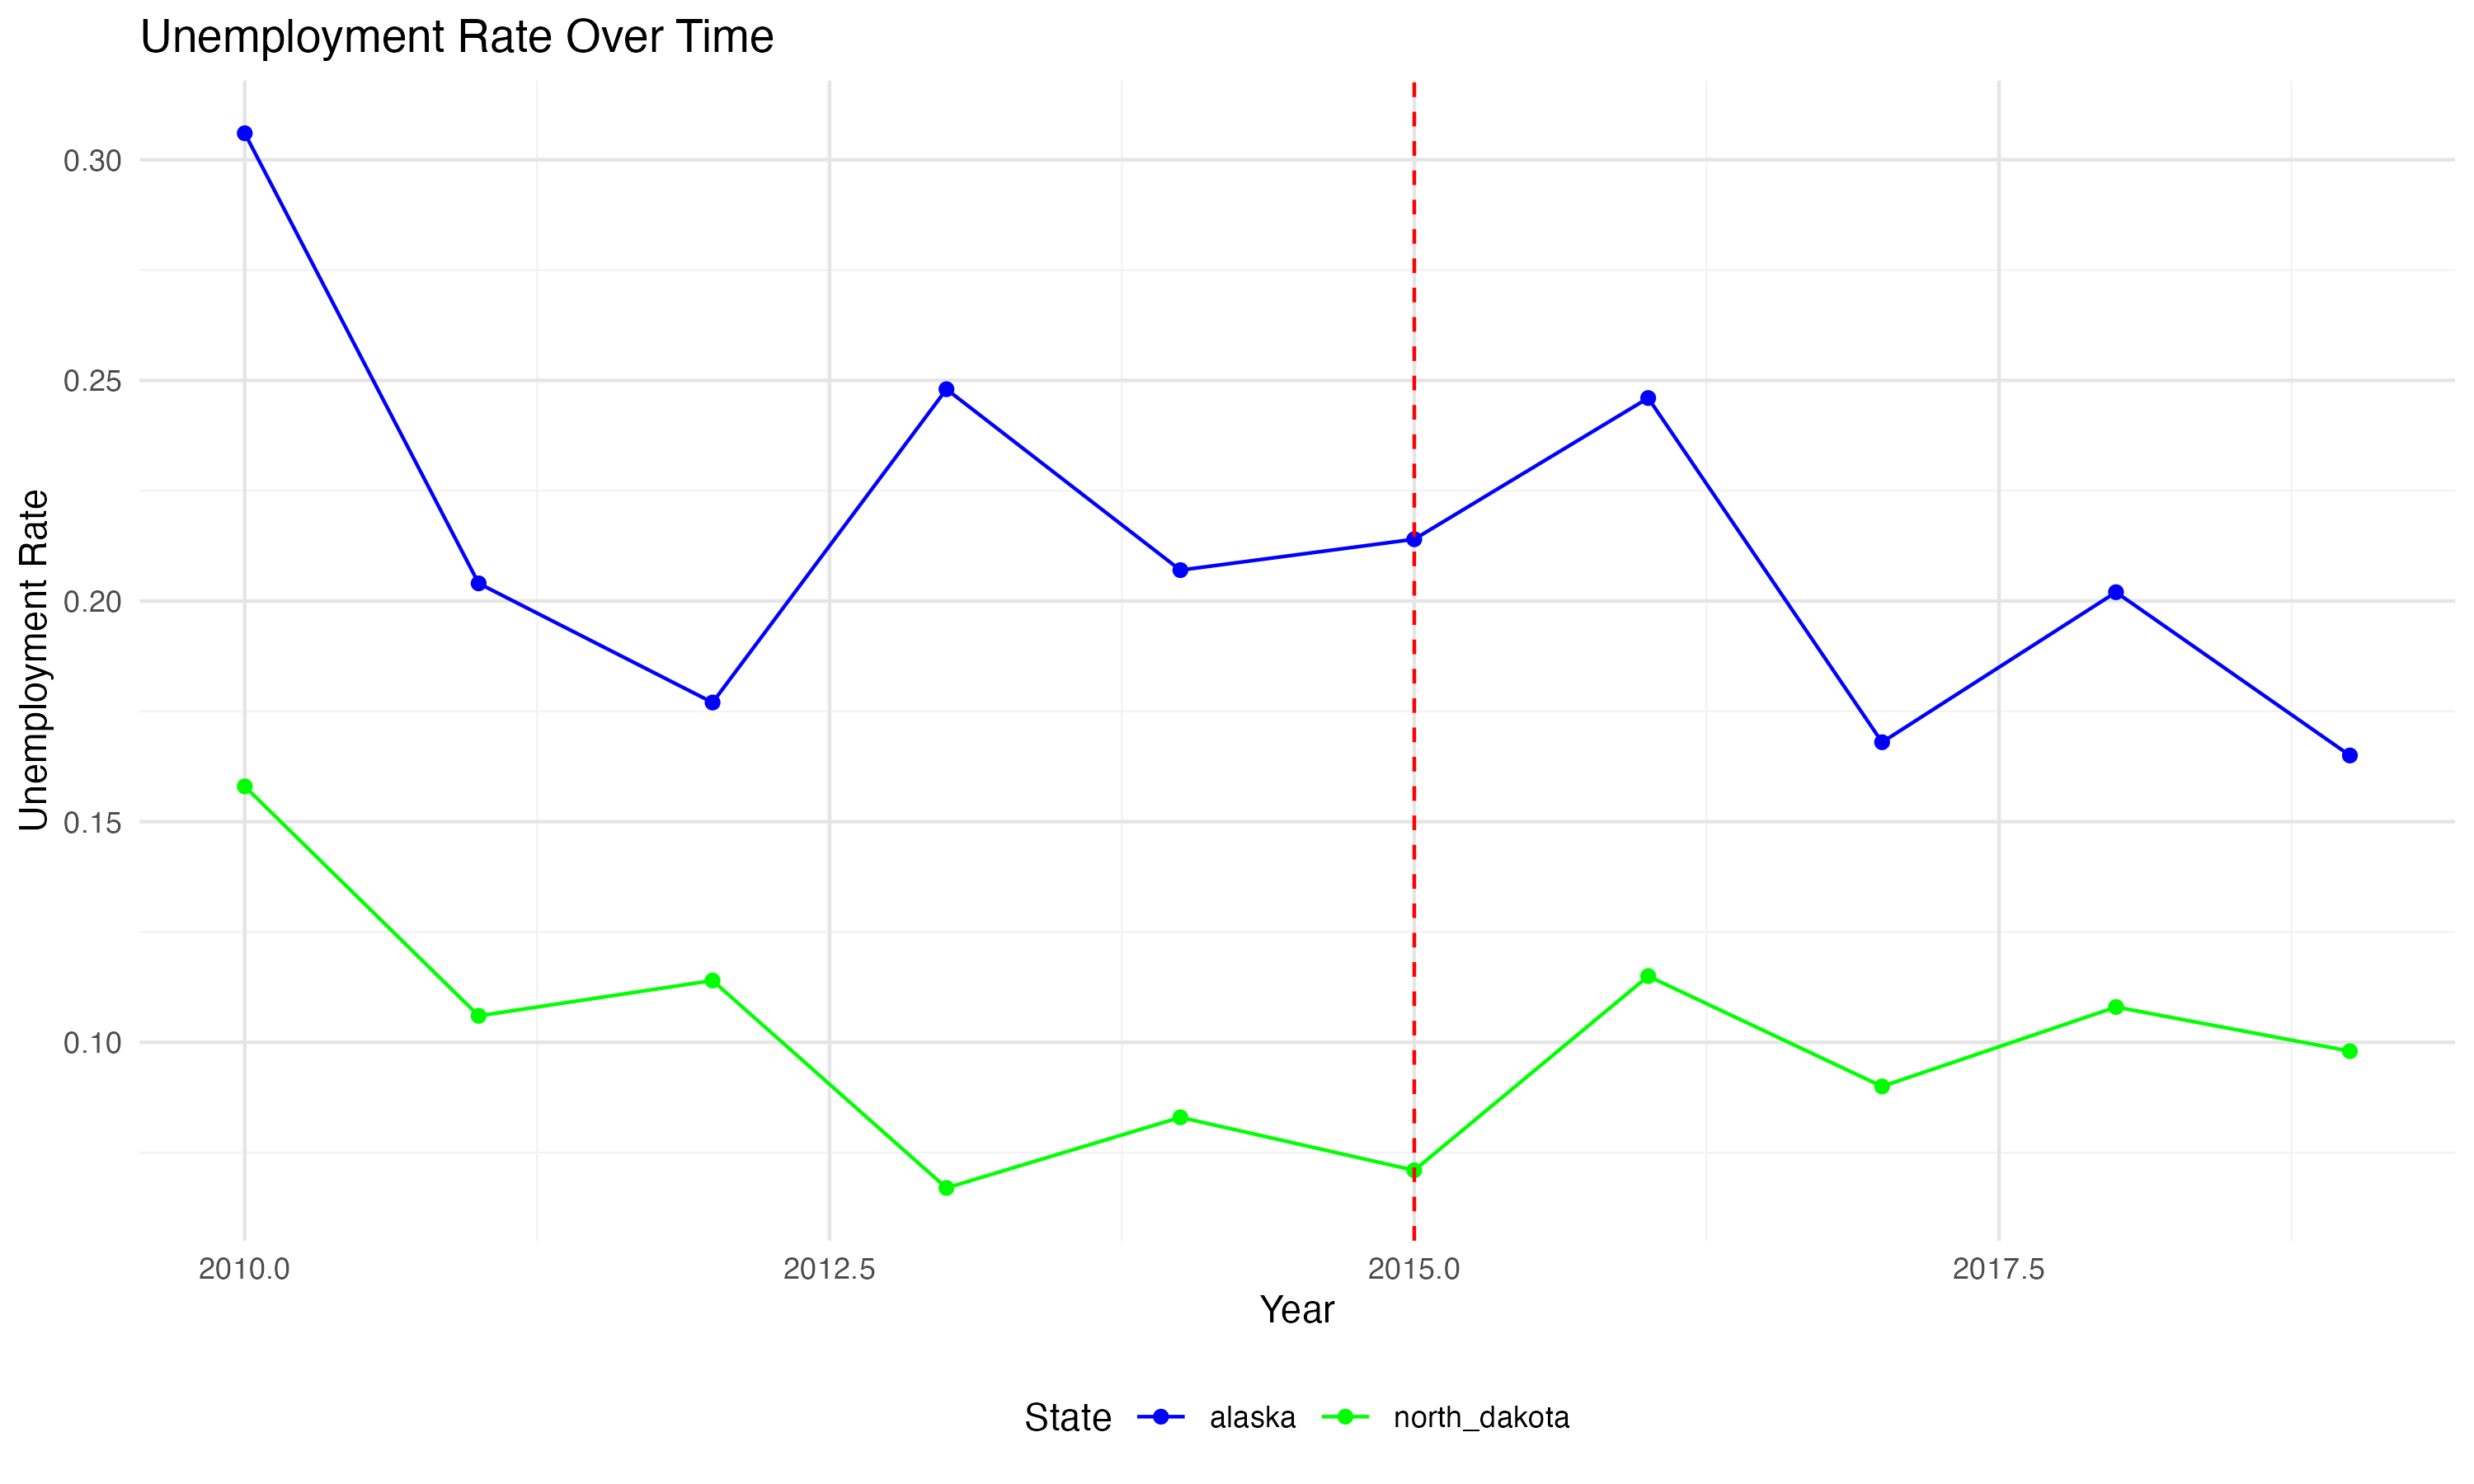 Unemployment Rate Over Time
Unemployment Rate
0.30
0.25
0.20
0.15
0.10
2010.0 2012.5 2015.0 2017.5
Year
State alaska north_dakota